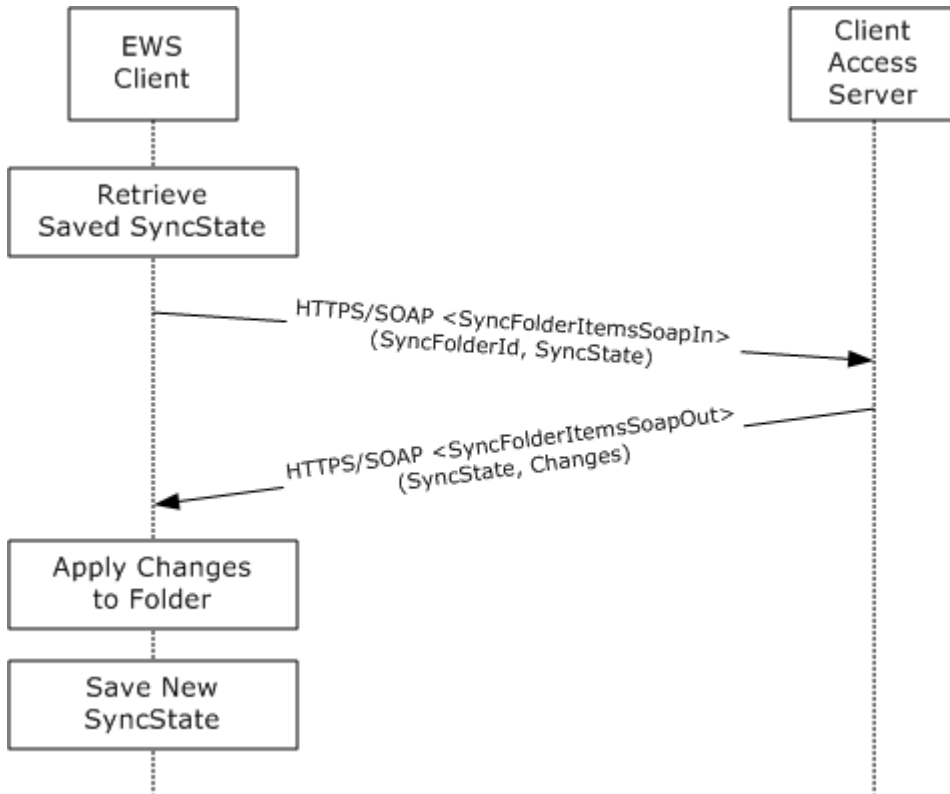 EWS
Client
Client
Access
Server
Retrieve
Saved SyncState
HTTPS/SOAP <SyncFolderItemsSoapIn>
(SyncFolderId, SyncState)
HTTPS/SOAP <SyncFolderItemsSoapOut>
(SyncState, Changes)
Apply Changes
to Folder
Save New
SyncState